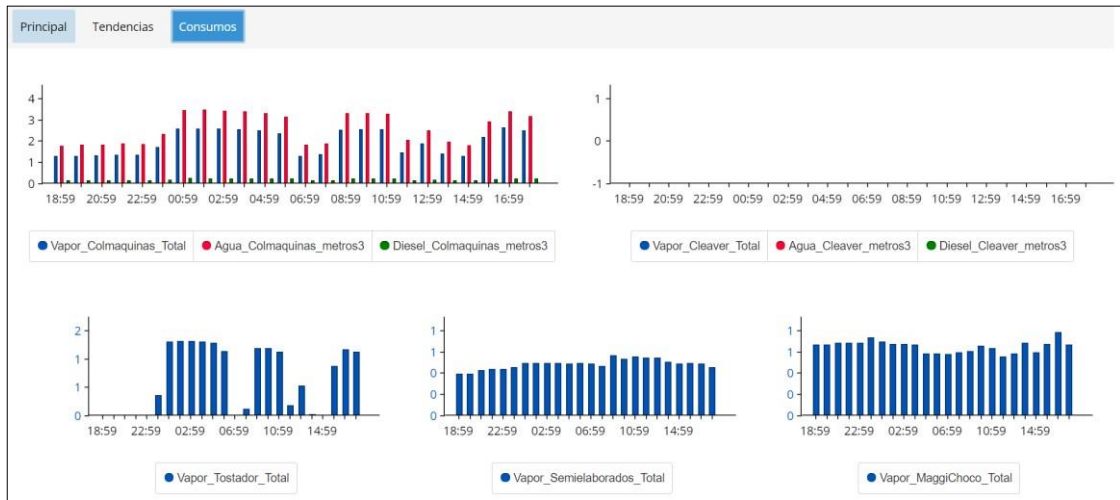 Principal Tendencias Consumos
4
3
2
1
0
18:59 20:59 22:59 00:59 02:59 04:59 06:59 08:59 10:59 12:59 14:59 16:59
Vapor_Colmaquinas_Total Agua_Colmaquinas_metros3 Diesel_Colmaquinas_metros3
1
0
-1
18:59 20:59 22:59 00:59 02:59 04:59 06:59 08:59 10:59 12:59 14:59 16:59
Vapor_Cleaver_Total Agua_Cleaver_metros3 Diesel_Cleaver_metros3
2
1
1
0
18:59 22:59 02:59 06:59 10:59 14:59
Vapor_Tostador_Total
1
1
0
0
0
18:59 22:59 02:59 06:59 10:59 14:59
Vapor_Semielaborados_Total
1
1
0
0
0
18:59 22:59 02:59 06:59 10:59 14:59
Vapor_MaggiChoco_Total